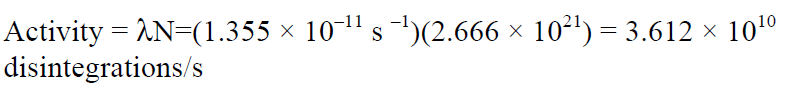 Activity = λN=(1.355 × 10⁻¹¹ s ⁻¹)(2.666 × 10²¹) = 3.612 × 10¹⁰
disintegrations/s